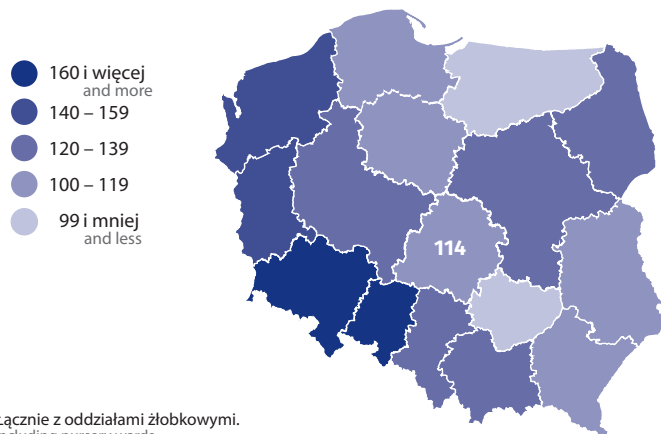 160 i więcej
and more
140 – 159
120 – 139
100 – 119
99 i mniej
and less
114
Łącznie z oddziałami żłobkowymi.